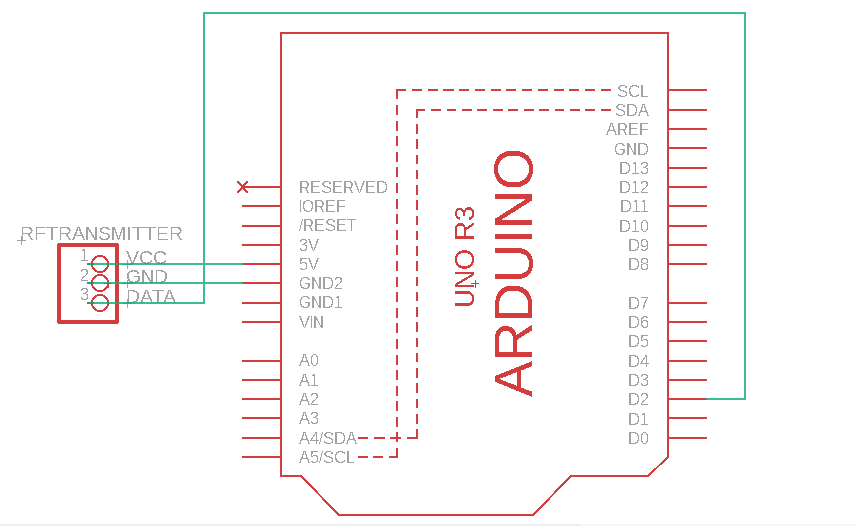 RFTRANSMITTER
1 VCC
2 GND
3 DATA
RESERVED
IOREF
/RESET
3V
5V
GND2
GND1
VIN
A0
A1
A2
A3
A4/SDA
A5/SCL
UNO R3
ARDUINO
SCL
SDA
AREF
GND
D13
D12
D11
D10
D9
D8
D7
D6
D5
D4
D3
D2
D1
D0